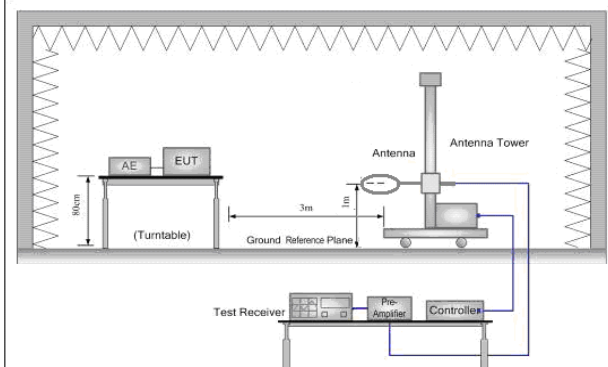 Antenna Tower
Antenna
AE
EUT
80cm
3m
1m
(Turntable)
Ground Reference Plane
Test Receiver
Pre-
Amplifier
Controller